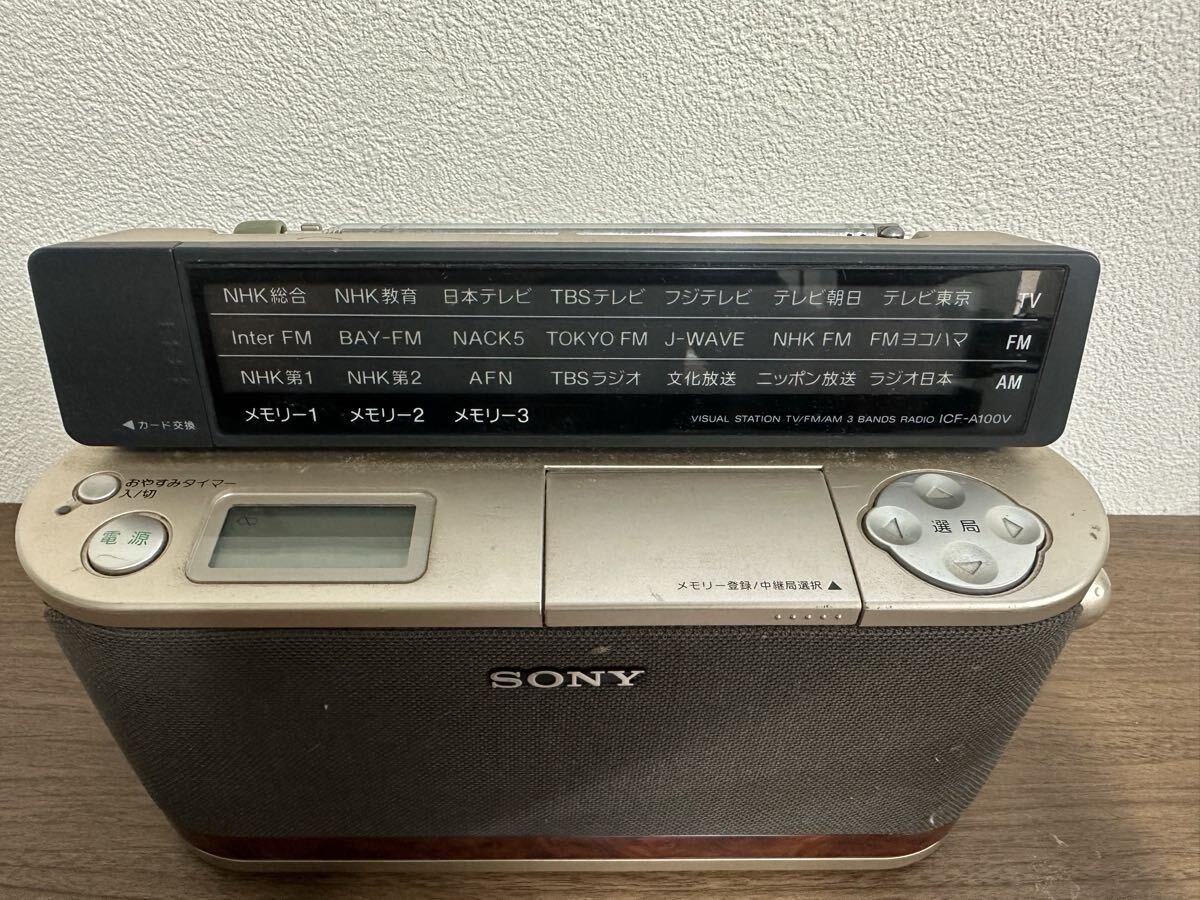 NHK総合 NHK教育 日本テレビ TBSテレビ フジテレビ テレビ朝日 テレビ東京 TV
Inter FM BAY-FM NACK5 TOKYO FM J-WAVE NHK FM FMヨコハマ FM
NHK第1 NHK第2 AFN TBSラジオ 文化放送 ニッポン放送 ラジオ日本 AM
メモリー1 メモリー2 メモリー3 VISUAL STATION TV/FM/AM 3 BANDS RADIO ICF-A100V
◀カード交換
おやすみタイマー
入/切
電源
選局
メモリー登録/中継局選択▲
SONY